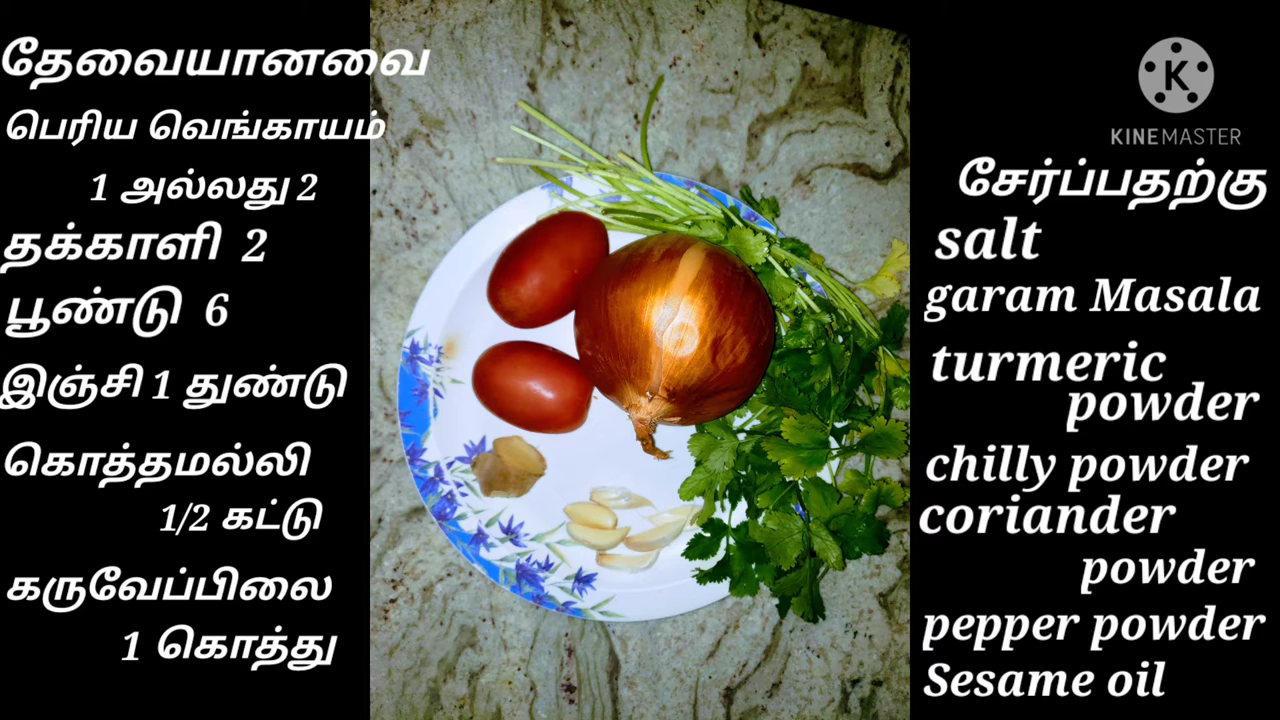 தேவையானவை
பெரிய வெங்காயம்
1 அல்லது 2
தக்காளி 2
பூண்டு 6
இஞ்சி 1 துண்டு
கொத்தமல்லி
1/2 கட்டு
கருவேப்பிலை
1 கொத்து
K
KINEMASTER
சேர்ப்பதற்கு
salt
garam Masala
turmeric
powder
chilly powder
coriander
powder
pepper powder
Sesame oil